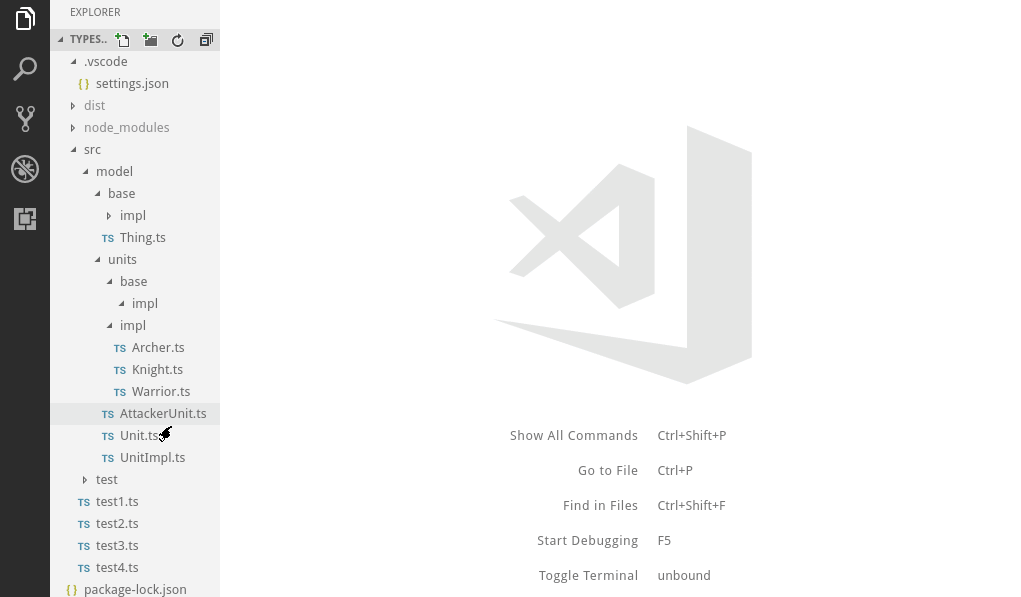 EXPLORER
TYPES..
.vscode
{ } settings.json
dist
node_modules
src
model
base
impl
TS Thing.ts
units
base
impl
impl
TS Archer.ts
TS Knight.ts
TS Warrior.ts
TS AttackerUnit.ts
TS Unit.ts
TS UnitImpl.ts
test
TS test1.ts
TS test2.ts
TS test3.ts
TS test4.ts
{ } package-lock.json
Show All Commands Ctrl+Shift+P
Go to File Ctrl+P
Find in Files Ctrl+Shift+F
Start Debugging F5
Toggle Terminal unbound